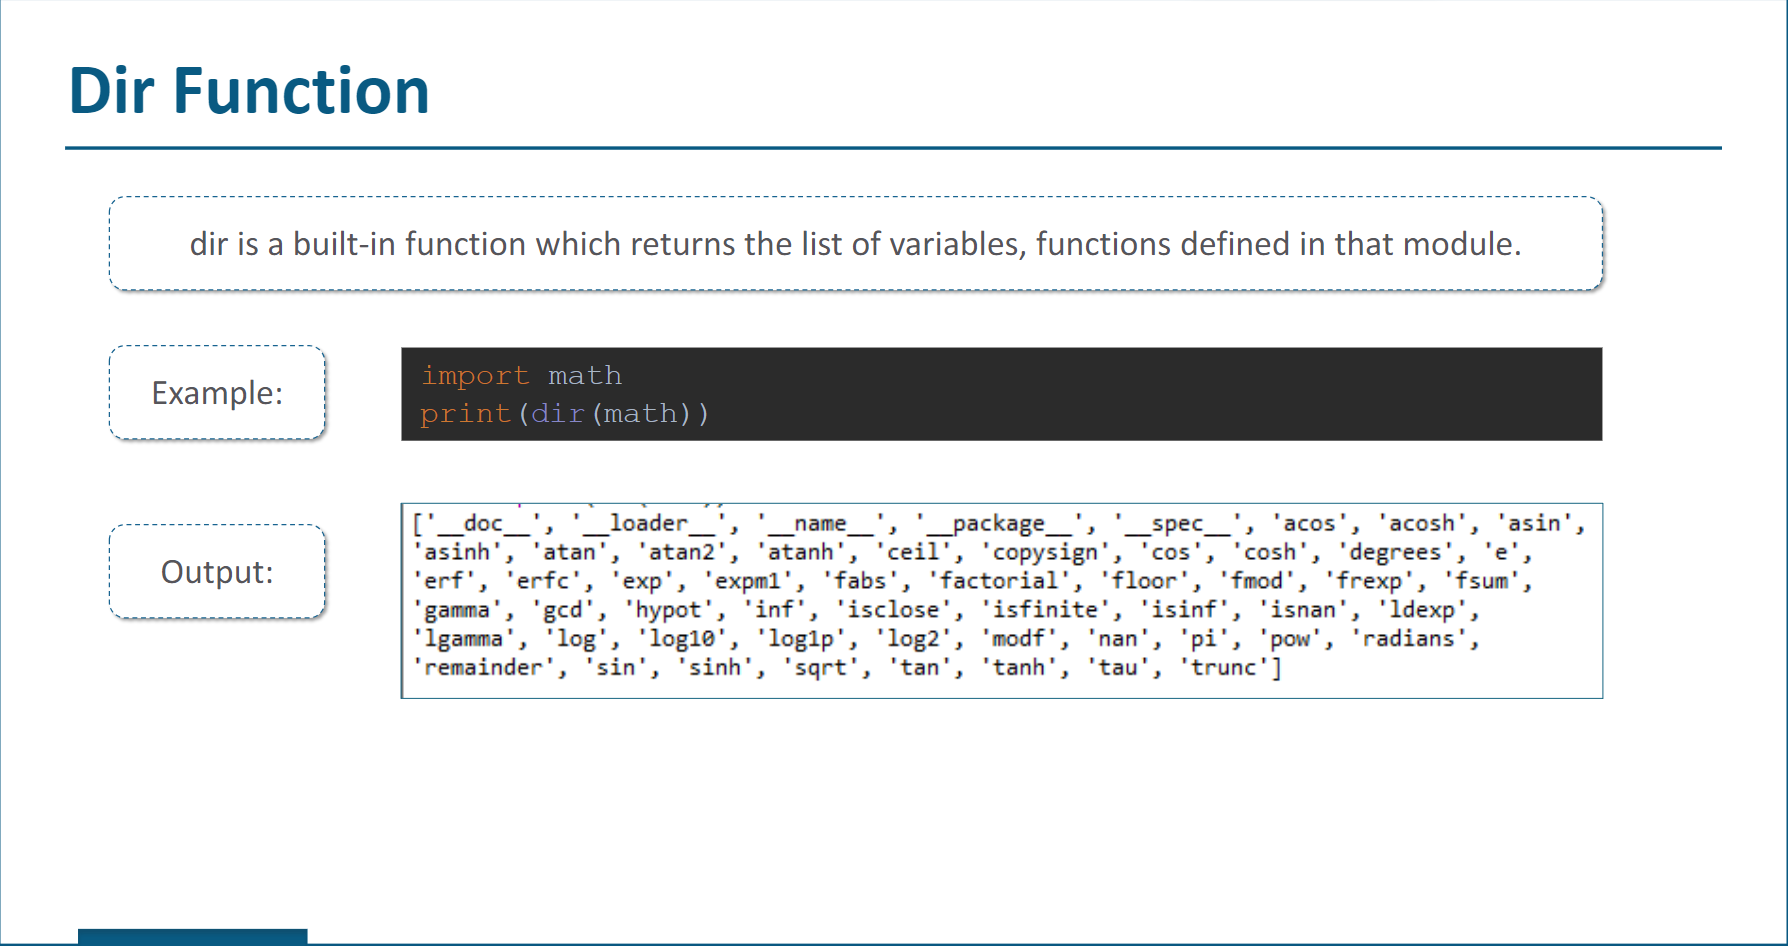 Dir Function
dir is a built-in function which returns the list of variables, functions defined in that module.
Example:
import math
print(dir(math))
Output:
['__doc__', '__loader__', '__name__', '__package__', '__spec__', 'acos', 'acosh', 'asin',
'asinh', 'atan', 'atan2', 'atanh', 'ceil', 'copysign', 'cos', 'cosh', 'degrees', 'e',
'erf', 'erfc', 'exp', 'expm1', 'fabs', 'factorial', 'floor', 'fmod', 'frexp', 'fsum',
'gamma', 'gcd', 'hypot', 'inf', 'isclose', 'isfinite', 'isinf', 'isnan', 'ldexp',
'lgamma', 'log', 'log10', 'log1p', 'log2', 'modf', 'nan', 'pi', 'pow', 'radians',
'remainder', 'sin', 'sinh', 'sqrt', 'tan', 'tanh', 'tau', 'trunc']